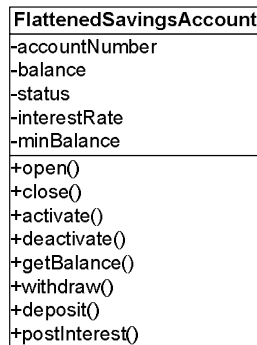 FlattenedSavingsAccount
-accountNumber
-balance
-status
-interestRate
-minBalance
+open()
+close()
+activate()
+deactivate()
+getBalance()
+withdraw()
+deposit()
+postInterest()